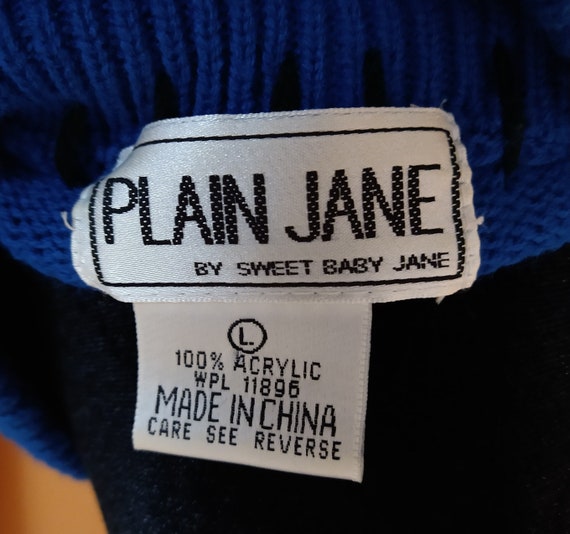 PLAIN JANE
BY SWEET BABY JANE
L
100% ACRYLIC
WPL 11896
MADE IN CHINA
CARE SEE REVERSE